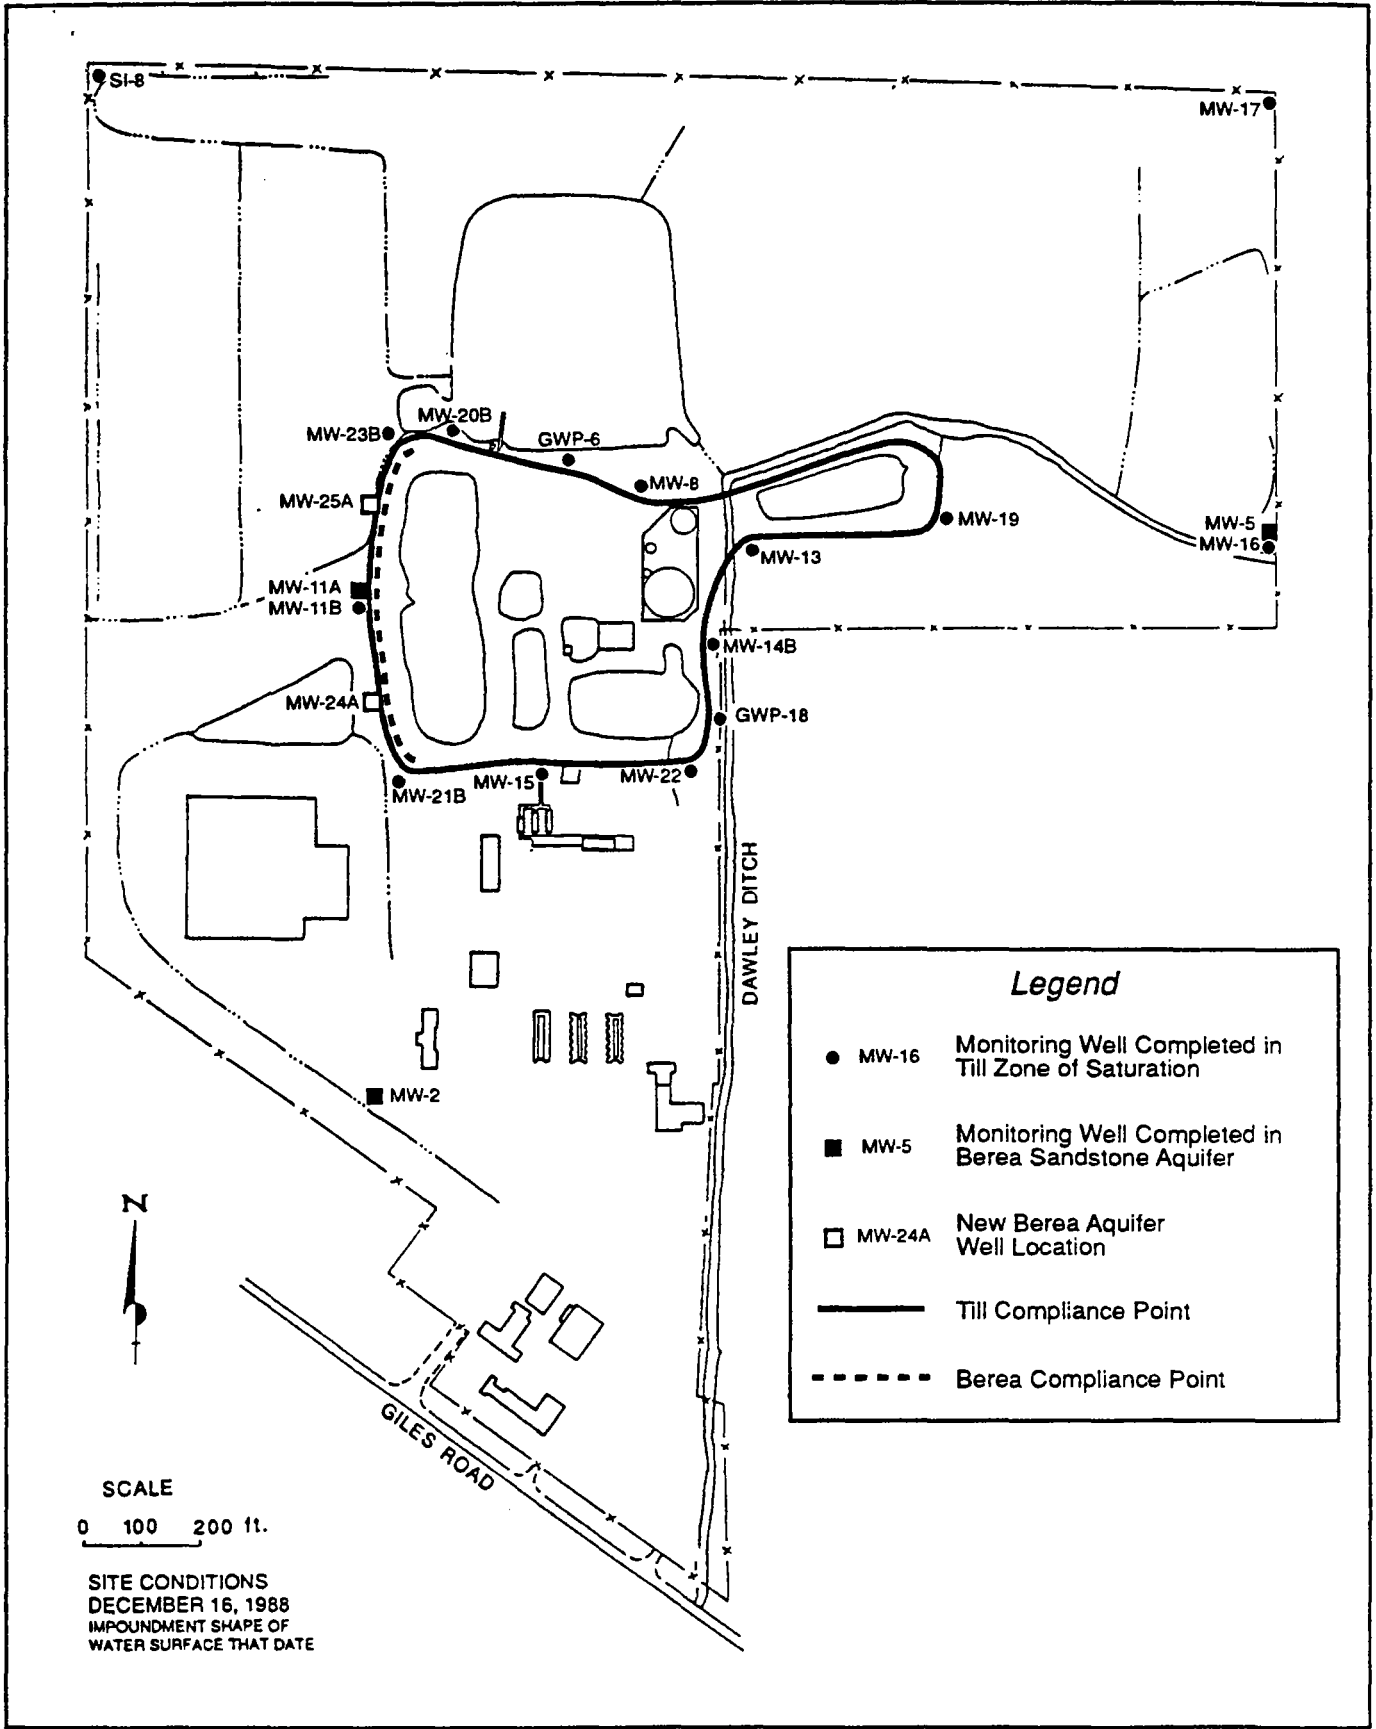 SI-8
MW-17
MW-20B
MW-23B
GWP-6
MW-8
MW-25A
MW-19
MW-5
MW-16
MW-13
MW-11A
MW-11B
MW-14B
MW-24A
GWP-18
MW-15
MW-22
MW-21B
DAWLEY DITCH
MW-2
N
GILES ROAD
Legend
MW-16 Monitoring Well Completed in
Till Zone of Saturation
MW-5 Monitoring Well Completed in
Berea Sandstone Aquifer
MW-24A New Berea Aquifer
Well Location
Till Compliance Point
Berea Compliance Point
SCALE
0 100 200 ft.
SITE CONDITIONS
DECEMBER 16, 1988
IMPOUNDMENT SHAPE OF
WATER SURFACE THAT DATE